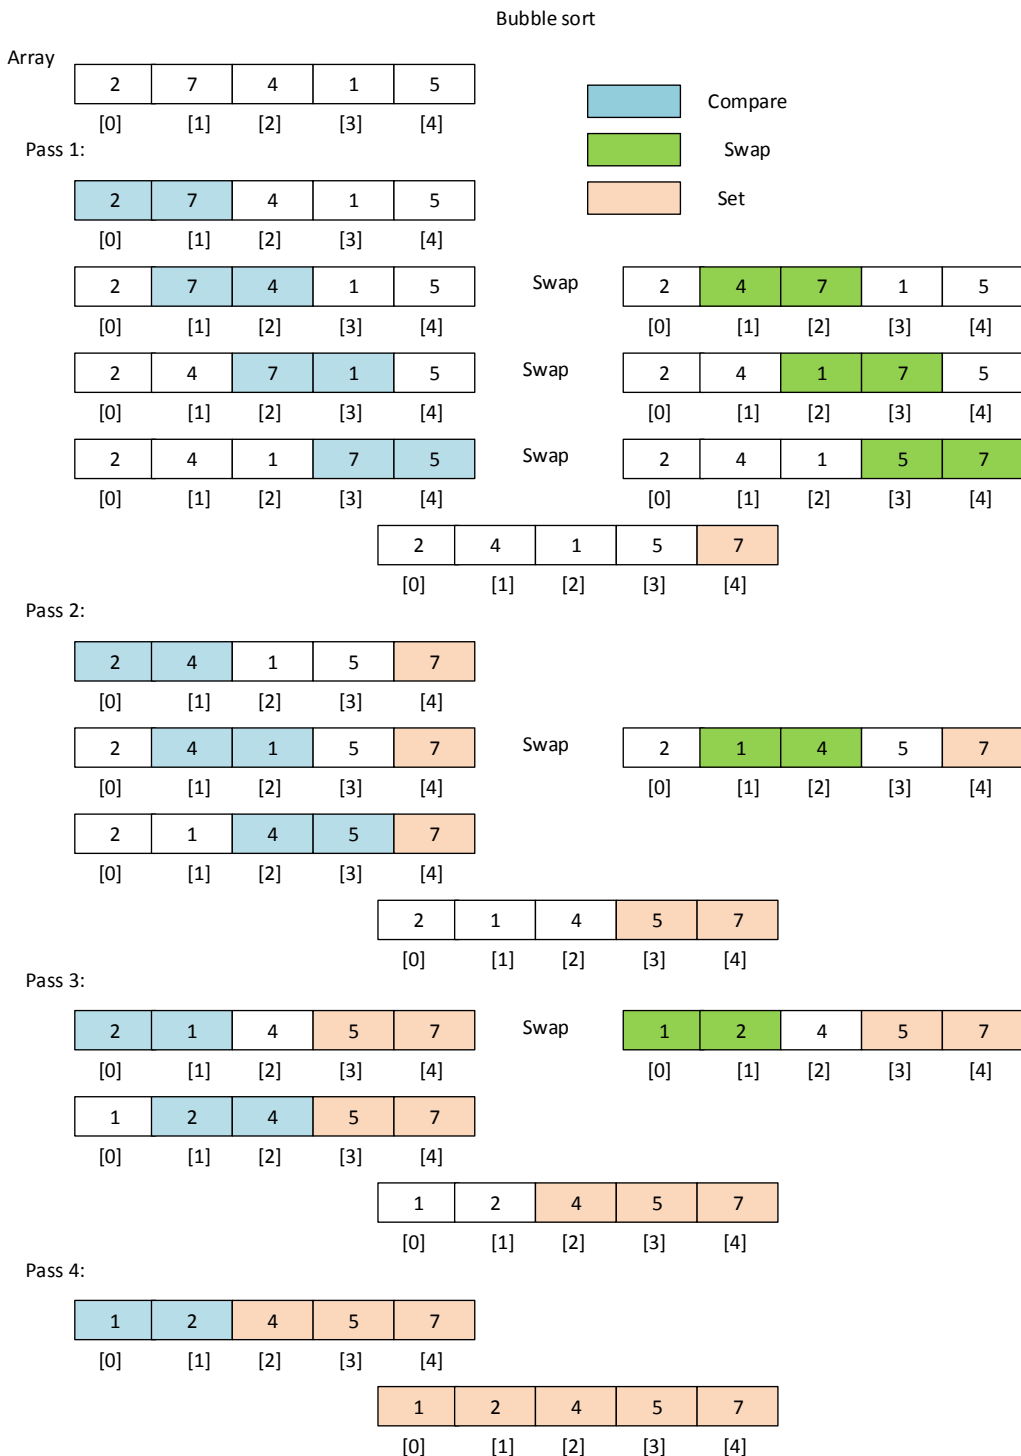 Bubble sort
Array
2 7 4 1 5
[0] [1] [2] [3] [4]
Compare
Swap
Set
Pass 1:
2 7 4 1 5
[0] [1] [2] [3] [4]
2 7 4 1 5 Swap 2 4 7 1 5
[0] [1] [2] [3] [4] [0] [1] [2] [3] [4]
2 4 7 1 5 Swap 2 4 1 7 5
[0] [1] [2] [3] [4] [0] [1] [2] [3] [4]
2 4 1 7 5 Swap 2 4 1 5 7
[0] [1] [2] [3] [4] [0] [1] [2] [3] [4]
2 4 1 5 7
[0] [1] [2] [3] [4]
Pass 2:
2 4 1 5 7
[0] [1] [2] [3] [4]
2 4 1 5 7 Swap 2 1 4 5 7
[0] [1] [2] [3] [4] [0] [1] [2] [3] [4]
2 1 4 5 7
[0] [1] [2] [3] [4]
2 1 4 5 7
[0] [1] [2] [3] [4]
Pass 3:
2 1 4 5 7 Swap 1 2 4 5 7
[0] [1] [2] [3] [4] [0] [1] [2] [3] [4]
1 2 4 5 7
[0] [1] [2] [3] [4]
1 2 4 5 7
[0] [1] [2] [3] [4]
Pass 4:
1 2 4 5 7
[0] [1] [2] [3] [4]
1 2 4 5 7
[0] [1] [2] [3] [4]